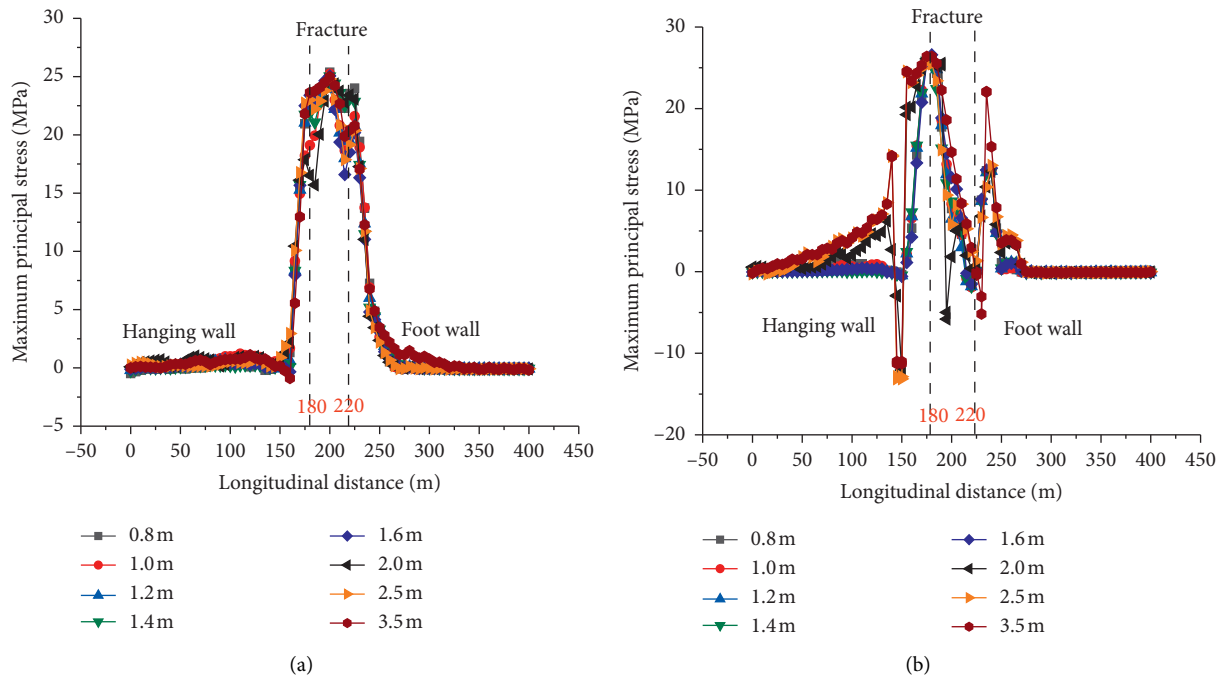 Fracture
Maximum principal stress (MPa)
30
25
20
15
10
5
0
−5
Hanging wall
Foot wall
180
220
−50 0 50 100 150 200 250 300 350 400 450
Longitudinal distance (m)
0.8 m
1.0 m
1.2 m
1.4 m
1.6 m
2.0 m
2.5 m
3.5 m
(a)
Fracture
Maximum principal stress (MPa)
30
20
10
0
−10
−20
Hanging wall
Foot wall
180
220
−50 0 50 100 150 200 250 300 350 400 450
Longitudinal distance (m)
0.8 m
1.0 m
1.2 m
1.4 m
1.6 m
2.0 m
2.5 m
3.5 m
(b)